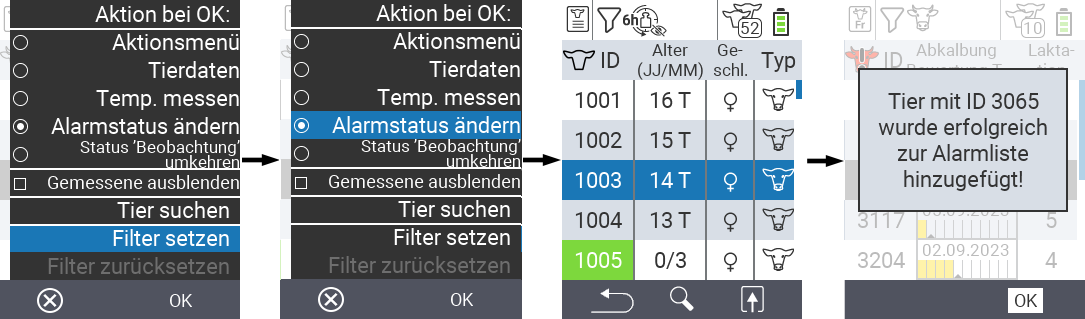 Aktion bei OK:
Aktionsmenü
Tierdaten
Temp. messen
Alarmstatus ändern
Status 'Beobachtung'
umkehren
Gemessene ausblenden
Tier suchen
Filter setzen
Filter zurücksetzen
OK
Aktion bei OK:
Aktionsmenü
Tierdaten
Temp. messen
Alarmstatus ändern
Status 'Beobachtung'
umkehren
Gemessene ausblenden
Tier suchen
Filter setzen
Filter zurücksetzen
OK
6h 52
ID Alter (JJ/MM) Ge-schl. Typ
1001 16 T
1002 15 T
1003 14 T
1004 13 T
1005 0/3
Fr 10
ID Abkalbung Lakta-
Tier mit ID 3065
wurde erfolgreich
zur Alarmliste
hinzugefügt!
3117 5
02.09.2023
3204 4
OK